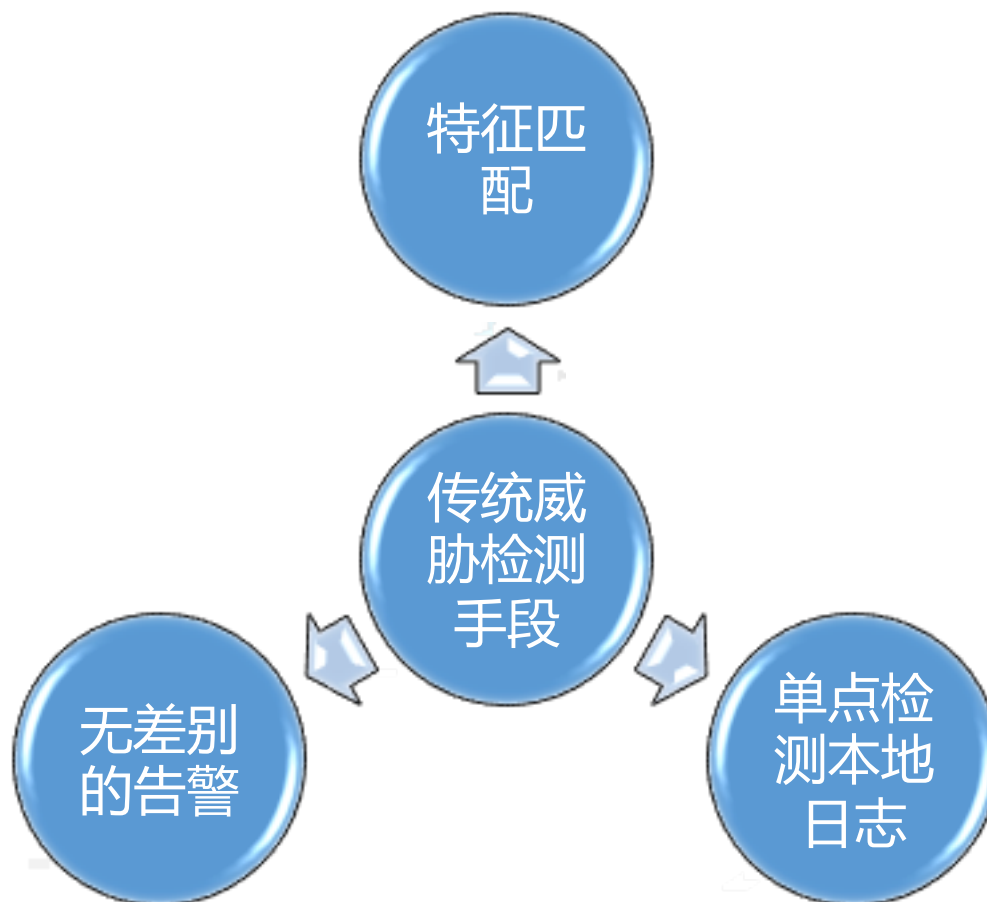 特征匹
配
传统威
胁检测
手段
无差别
的告警
单点检
测本地
日志